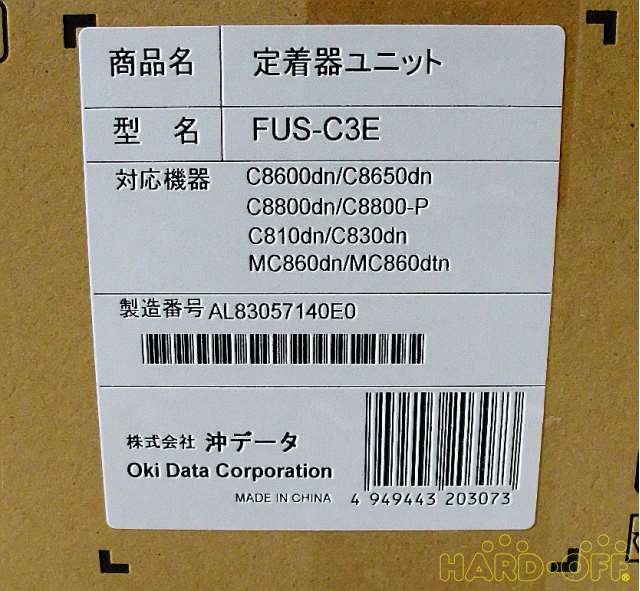 商品名 定着器ユニット
型 名 FUS-C3E
対応機器 C8600dn/C8650dn
C8800dn/C8800-P
C810dn/C830dn
MC860dn/MC860dtn
製造番号 AL83057140E0
株式会社 沖データ
Oki Data Corporation
MADE IN CHINA
4 949443 203073
HARD-OFF